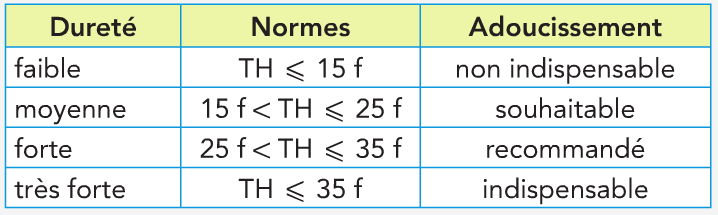 Dureté Normes Adoucissement
faible TH ⩽ 15 f non indispensable
moyenne 15 f < TH ⩽ 25 f souhaitable
forte 25 f < TH ⩽ 35 f recommandé
très forte TH ⩽ 35 f indispensable